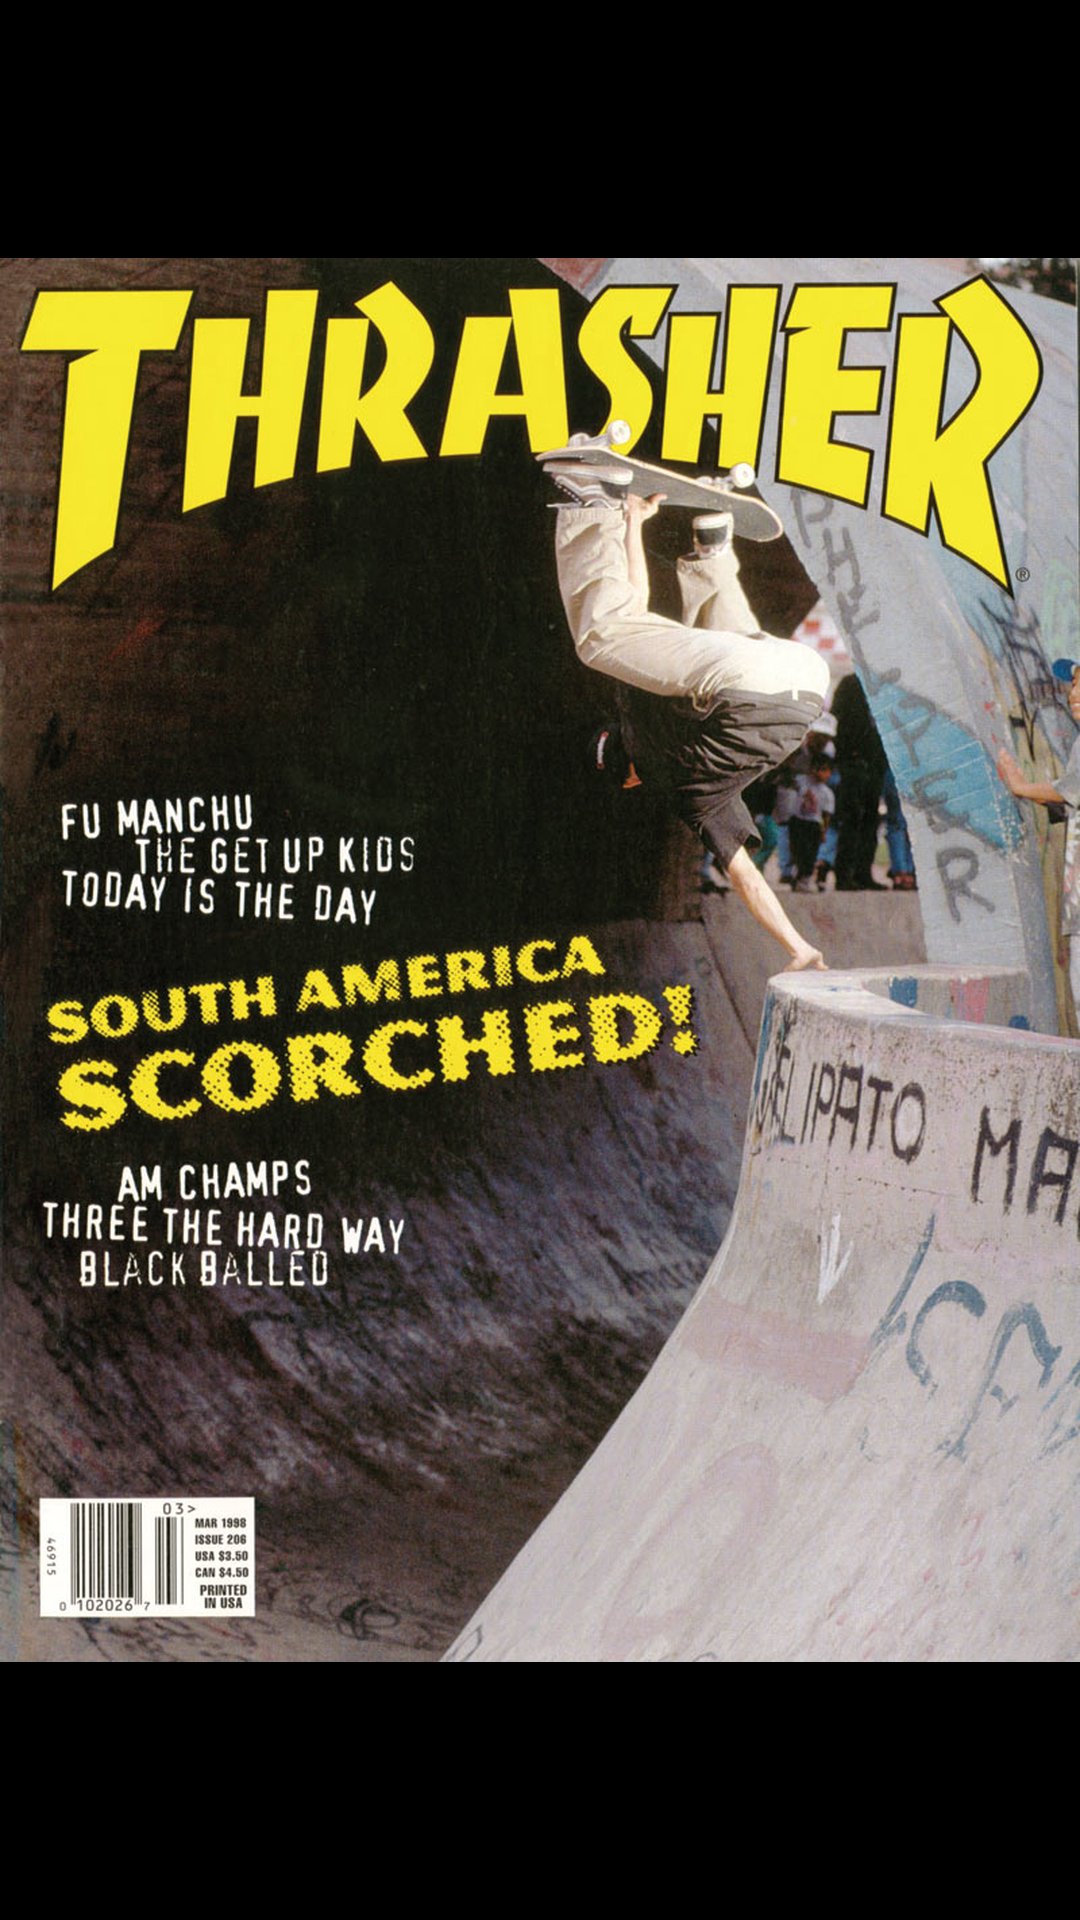 THRASHER
®
FU MANCHU
THE GET UP KIDS
TODAY IS THE DAY
SOUTH AMERICA
SCORCHED!
AM CHAMPS
THREE THE HARD WAY
BLACK BALLED
ELIPATO MA
03>
MAR 1998
ISSUE 206
USA $3.50
CAN $4.50
PRINTED
IN USA
46915
0 102026 7